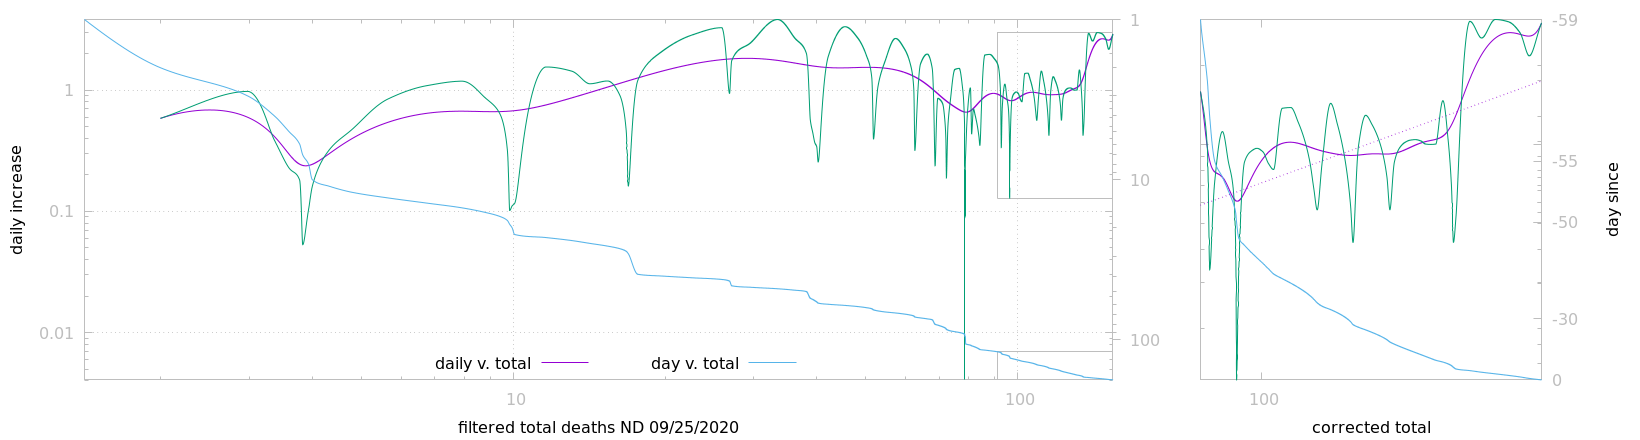 daily increase
1
0.1
0.01
10
100
1
10
100
daily v. total
day v. total
filtered total deaths ND 09/25/2020
-59
-55
-50
-30
0
day since
100
corrected total